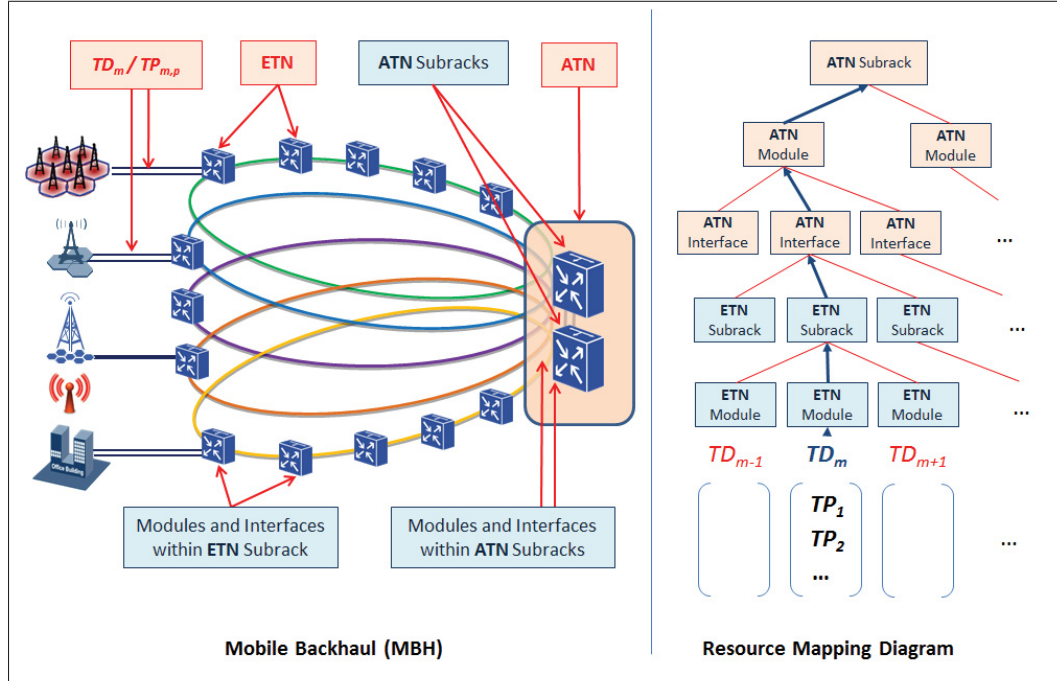 TDm / TPm,p
ETN
ATN Subracks
ATN
Office Building
Modules and Interfaces
within ETN Subrack
Modules and Interfaces
within ATN Subracks
Mobile Backhaul (MBH)
ATN Subrack
ATN
Module
ATN
Module
ATN
Interface
ATN
Interface
ATN
Interface
...
ETN
Subrack
ETN
Subrack
ETN
Subrack
...
ETN
Module
ETN
Module
ETN
Module
...
TDm-1
TDm
TDm+1
TP1
TP2
...
...
Resource Mapping Diagram